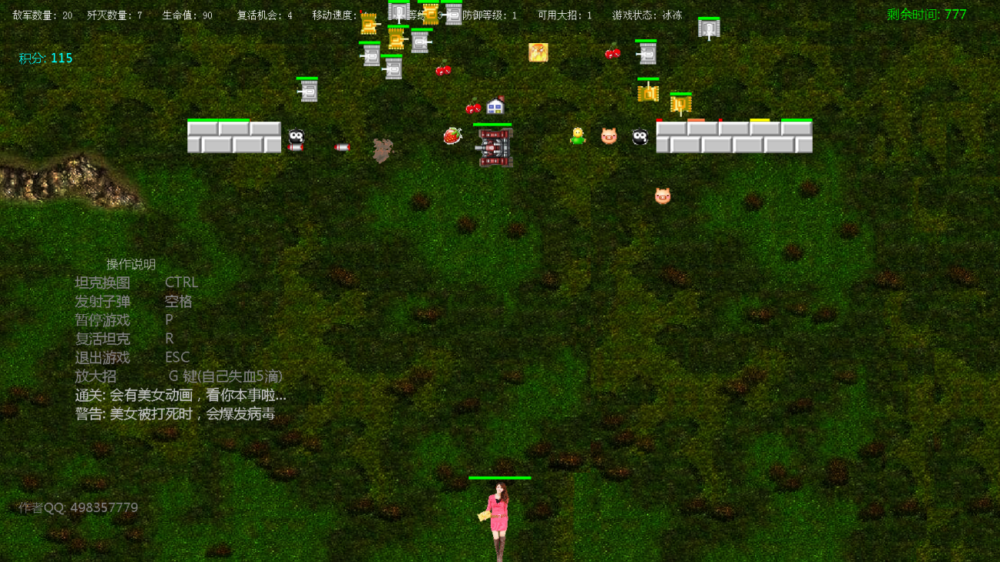 敌军数量: 20 歼灭数量: 7 生命值: 90 复活机会: 4 移动速度: 等级: 3 防御等级: 1 可用大招: 1 游戏状态: 冰冻 剩余时间: 777
积分: 115
操作说明
坦克换图 CTRL
发射子弹 空格
暂停游戏 P
复活坦克 R
退出游戏 ESC
放大招 G 键(自己失血5滴)
通关: 会有美女动画，看你本事啦...
警告: 美女被打死时，会爆发病毒
作者QQ: 498357779